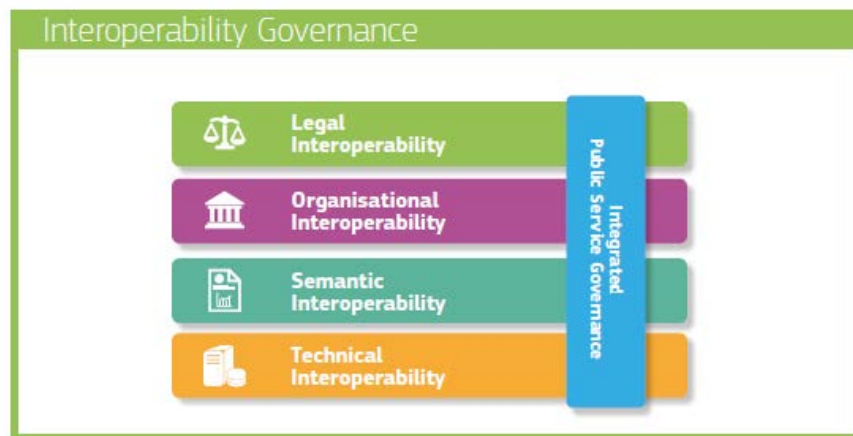 Interoperability Governance
Legal
Interoperability
Organisational
Interoperability
Semantic
Interoperability
Technical
Interoperability
Integrated
Public Service Governance